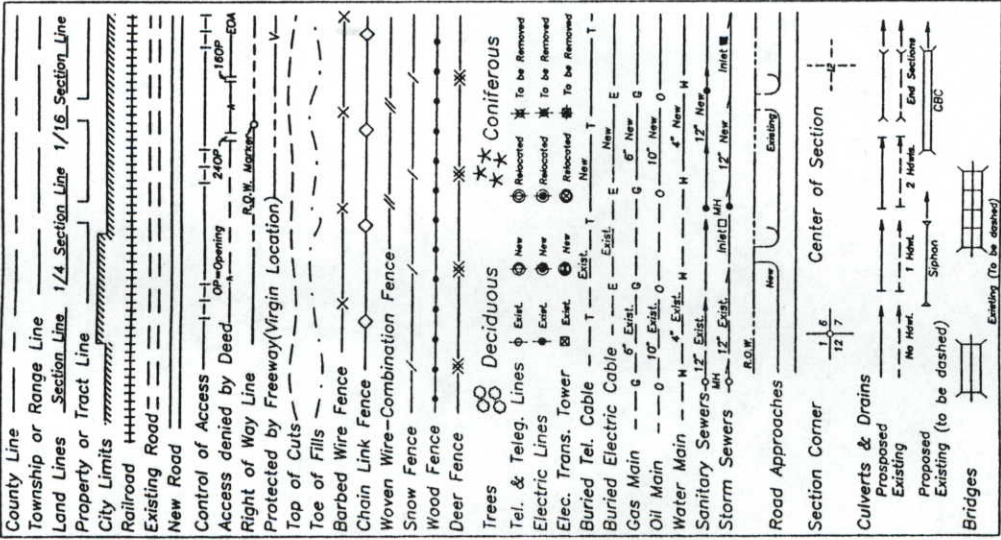 County Line
Township or Range Line
Land Lines Section Line 1/4 Section Line 1/16 Section Line
Property or Tract Line
City Limits
Railroad
Existing Road
New Road
Control of Access
Access denied by Deed OP=Opening 24OP 16OP EOA
Right of Way Line R.O.W. Marker
Protected by Freeway(Virgin Location) V
Top of Cuts
Toe of Fills
Barbed Wire Fence
Chain Link Fence
Woven Wire-Combination Fence
Snow Fence
Wood Fence
Deer Fence
Trees Deciduous Coniferous
Tel. & Teleg. Lines Exist. New Relocated To be Removed
Electric Lines Exist. New Relocated To be Removed
Elec. Trans. Tower Exist. New Relocated To be Removed
Buried Tel. Cable T Exist. T New T T
Buried Electric Cable E Exist. E New E
Gas Main G 6" Exist. G 6" New G
Oil Main O 10" Exist. O 10" New O
Water Main W 4" Exist. W 4" New W
Sanitary Sewers 12" Exist. 12" New
MH MH
Storm Sewers 12" Exist. Inlet 12" New Inlet
R.O.W.
Road Approaches New Existing
Section Corner 1 6 12 7 Center of Section 12
Culverts & Drains
Prosposed
Existing
No Hdwl. 1 Hdwl. 2 Hdwls. End Sections
Proposed Siphon CBC
Existing (to be dashed)
Bridges
Existing (To be dashed)